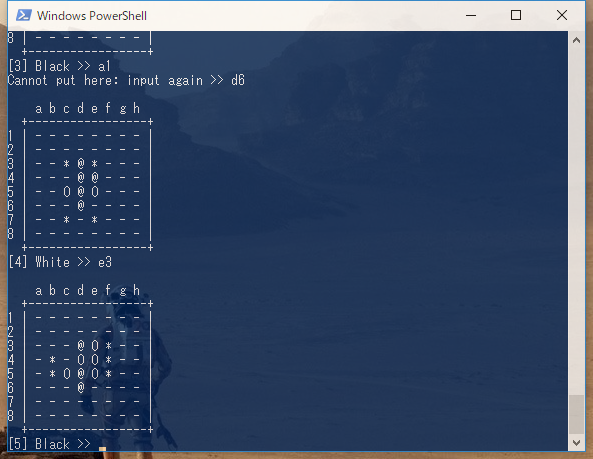 Windows PowerShell
8 | - - - - - - - - |
  +-----------------+
[3] Black >> a1
Cannot put here: input again >> d6
    a b c d e f g h
  +-----------------+
1 | - - - - - - - - |
2 | - - - - - - - - |
3 | - - * @ * - - - |
4 | - - - @ @ - - - |
5 | - - O @ O - - - |
6 | - - - @ - - - - |
7 | - - * - * - - - |
8 | - - - - - - - - |
  +-----------------+
[4] White >> e3
    a b c d e f g h
  +-----------------+
1 | - - - - - - - - |
2 | - - - - - - - - |
3 | - - - @ O * - - |
4 | - * - O O * - - |
5 | - * O @ O * - - |
6 | - - - @ - - - - |
7 | - - - - - - - - |
8 | - - - - - - - - |
  +-----------------+
[5] Black >>